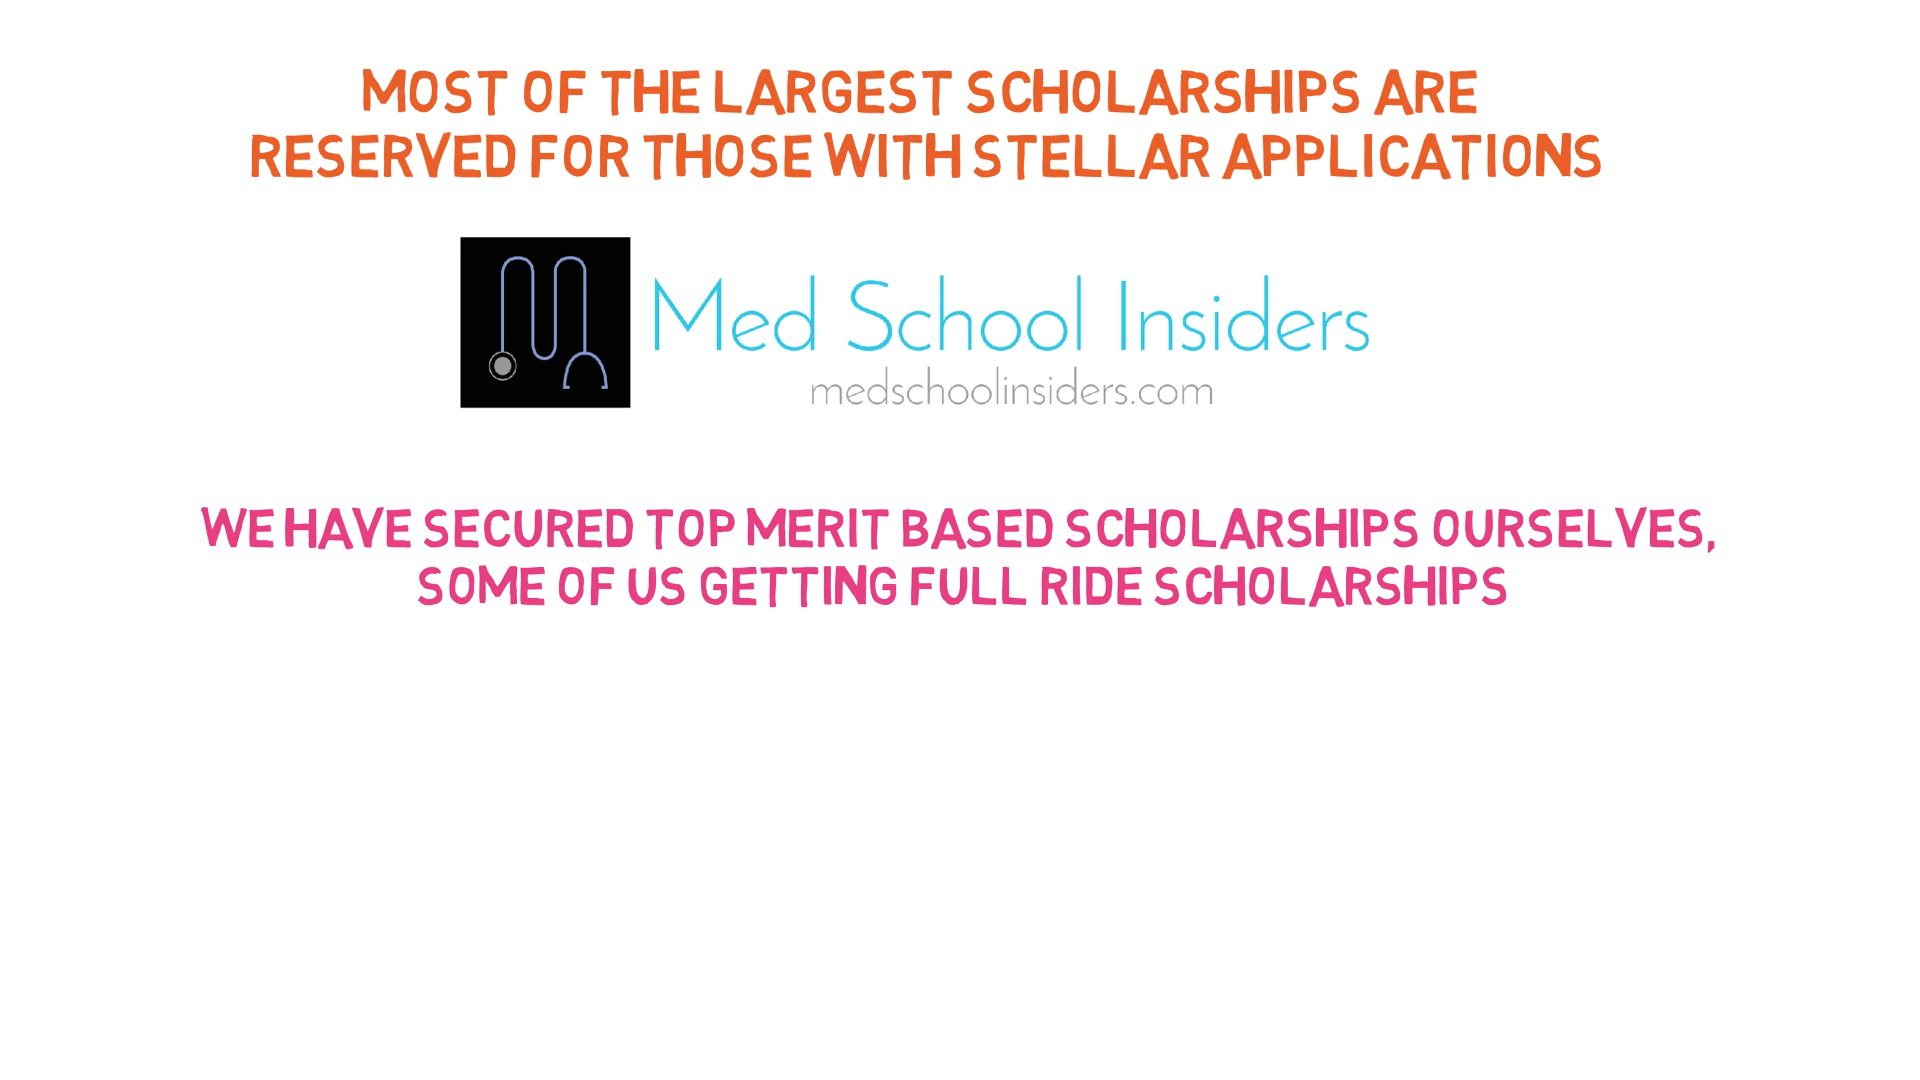 MOST OF THE LARGEST SCHOLARSHIPS ARE
RESERVED FOR THOSE WITH STELLAR APPLICATIONS
Med School Insiders
medschoolinsiders.com
WE HAVE SECURED TOP MERIT BASED SCHOLARSHIPS OURSELVES,
SOME OF US GETTING FULL RIDE SCHOLARSHIPS